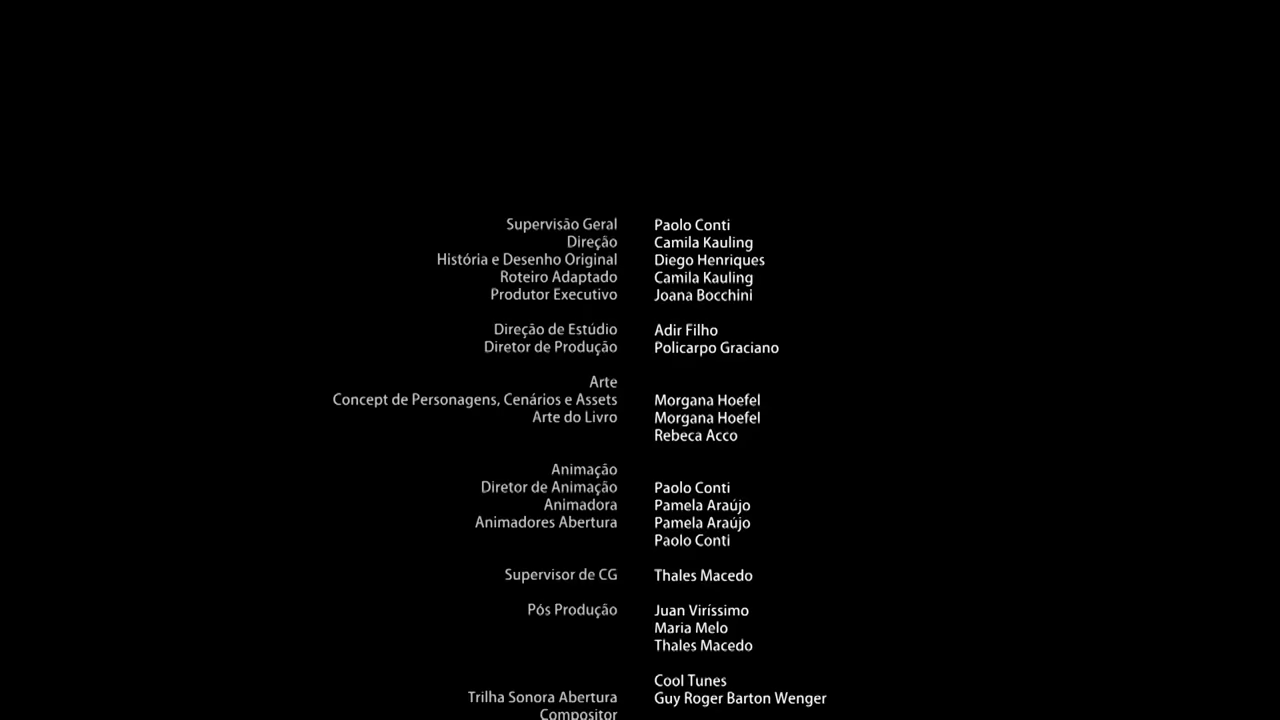 Supervisão Geral Paolo Conti
Direção Camila Kauling
História e Desenho Original Diego Henriques
Roteiro Adaptado Camila Kauling
Produtor Executivo Joana Bocchini
Direção de Estúdio Adir Filho
Diretor de Produção Policarpo Graciano
Arte
Concept de Personagens, Cenários e Assets Morgana Hoefel
Arte do Livro Morgana Hoefel
Rebeca Acco
Animação
Diretor de Animação Paolo Conti
Animadora Pamela Araújo
Animadores Abertura Pamela Araújo
Paolo Conti
Supervisor de CG Thales Macedo
Pós Produção Juan Viríssimo
Maria Melo
Thales Macedo
Cool Tunes
Trilha Sonora Abertura Guy Roger Barton Wenger
Compositor